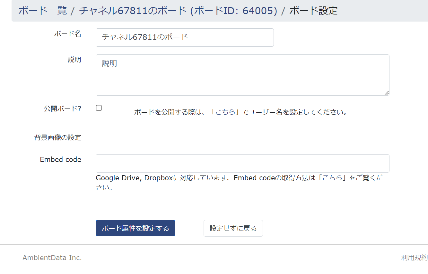 ボード一覧 / チャネル67811のボード (ボードID: 64005) / ボード設定
ボード名
チャネル67811のボード
説明
説明
公開ボード?
ボードを公開する際は、「こちら」でユーザー名を設定してください。
背景画像の設定
Embed code
Google Drive, Dropboxに対応しています。Embed codeの取得方法は「こちら」をご覧くだ
さい。
ボード属性を設定する
設定せずに戻る
AmbientData Inc.
利用規約